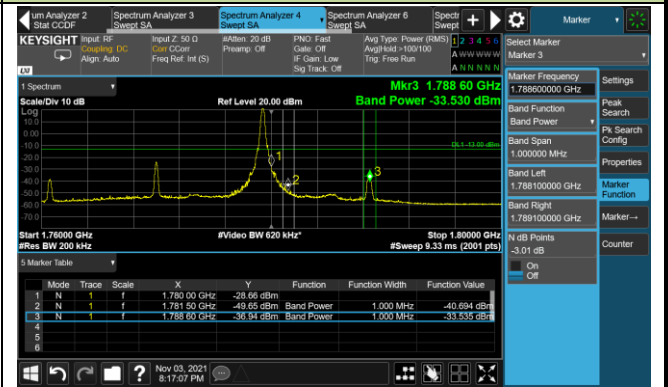 um Analyzer 2
Stat CCDF
Spectrum Analyzer 3
Swept SA
Spectrum Analyzer 4
Swept SA
Spectrum Analyzer 6
Swept SA
Spectr
Swept
Marker
KEYSIGHT
Input: RF
Coupling: DC
Align: Auto
Input Z: 50 Ω
Corr CCorr
Freq Ref: Int (S)
#Atten: 20 dB
Preamp: Off
PNO: Fast
Gate: Off
IF Gain: Low
Sig Track: Off
Avg Type: Power (RMS)
Avg|Hold:>100/100
Trig: Free Run
1 2 3 4 5 6
A W W W W W
A N N N N N
LXI
1 Spectrum
Scale/Div 10 dB
Ref Level 20.00 dBm
Mkr3 1.788 60 GHz
Band Power -33.530 dBm
Log
10.0
0.00
-10.0
-20.0
-30.0
-40.0
-50.0
-60.0
-70.0
DL1 -13.00 dBm
1
2
3
Start 1.76000 GHz
#Video BW 620 kHz*
Stop 1.80000 GHz
#Res BW 200 kHz
#Sweep 9.33 ms (2001 pts)
5 Marker Table
Mode Trace Scale X Y Function Function Width Function Value
1 N 1 f 1.780 00 GHz -28.66 dBm
2 N 1 f 1.781 50 GHz -49.65 dBm Band Power 1.000 MHz -40.694 dBm
3 N 1 f 1.788 60 GHz -36.94 dBm Band Power 1.000 MHz -33.535 dBm
4
5
6
Nov 03, 2021
8:17:07 PM
?
Select Marker
Marker 3
Marker Frequency
1.788600000 GHz
Band Function
Band Power
Band Span
1.000000 MHz
Band Left
1.788100000 GHz
Band Right
1.789100000 GHz
N dB Points
-3.01 dB
On
Off
Settings
Peak
Search
Pk Search
Config
Properties
Marker
Function
Marker→
Counter